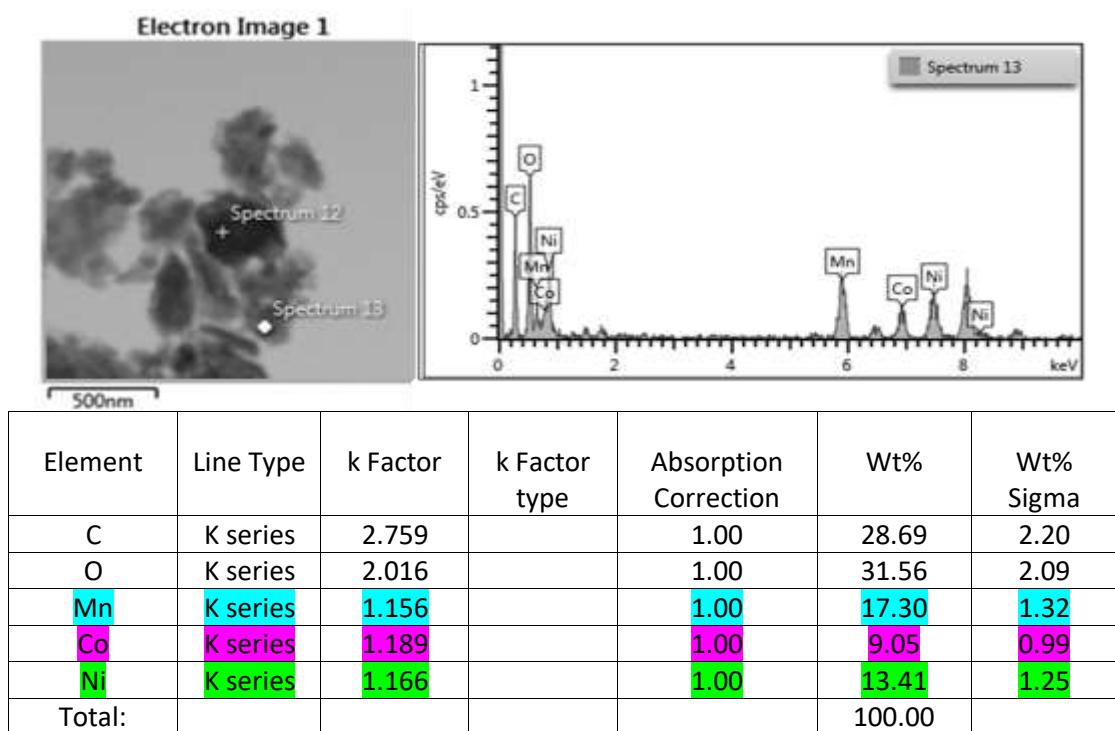 Electron Image 1
Spectrum 12
Spectrum 13
500nm
Spectrum 13
cps/eV
1
0.5
0
C
O
Ni
Mn
Co
Mn
Co
Ni
Ni
0 2 4 6 8 keV
Element Line Type k Factor k Factor type Absorption Correction Wt% Wt% Sigma
C K series 2.759 1.00 28.69 2.20
O K series 2.016 1.00 31.56 2.09
Mn K series 1.156 1.00 17.30 1.32
Co K series 1.189 1.00 9.05 0.99
Ni K series 1.166 1.00 13.41 1.25
Total: 100.00